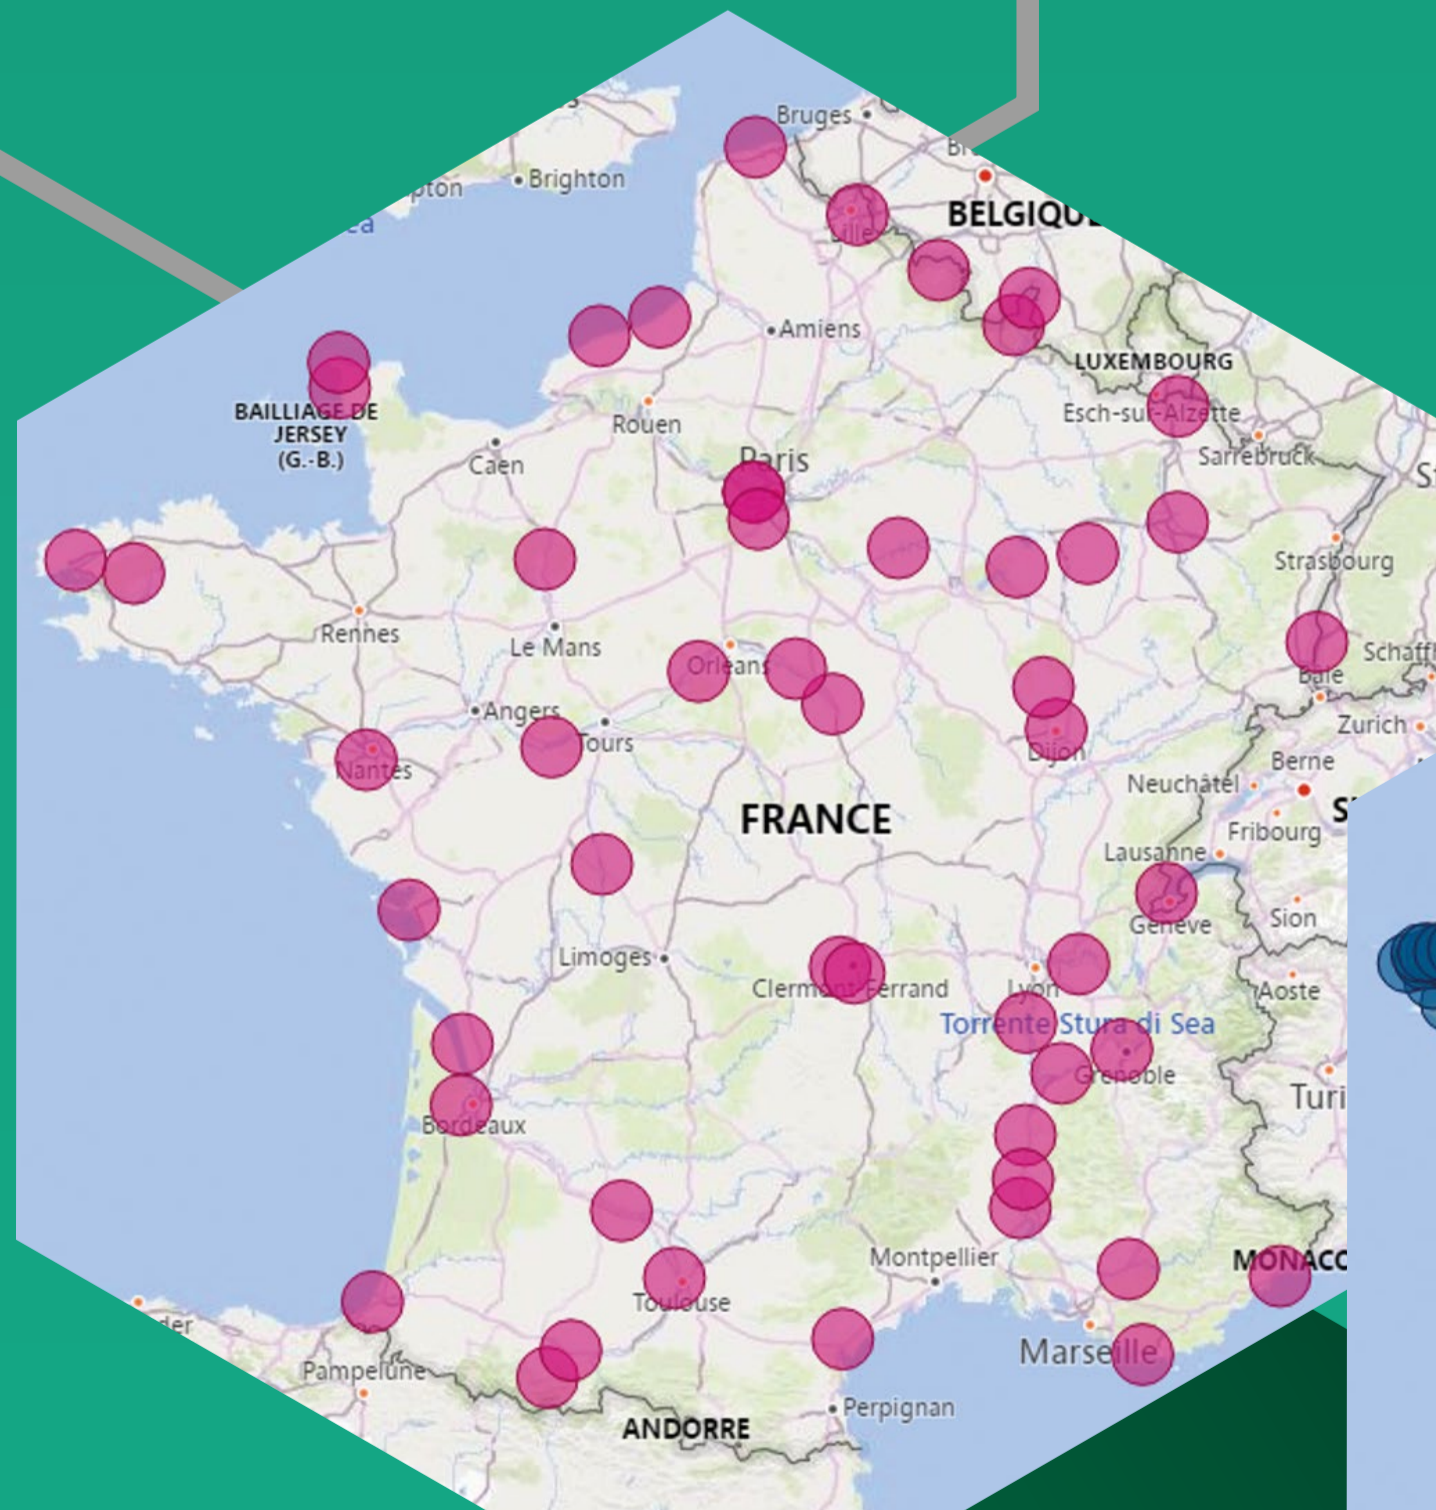 Bruges
Brighton
BELGIQUE
Lille
Amiens
LUXEMBOURG
Esch-sur-Alzette
BAILLIAGE DE
JERSEY
(G.-B.)
Rouen
Sarrebruck
Caen
Paris
Strasbourg
Rennes
Le Mans
Orléans
Bâle
Angers
Zurich
Tours
Dijon
Nantes
Berne
Neuchâtel
FRANCE
Fribourg
Lausanne
Genève
Sion
Limoges
Clermont-Ferrand
Lyon
Aoste
Torrente Stura di Sea
Grenoble
Turi
Bordeaux
Montpellier
MONACO
Toulouse
Marseille
Pampelune
Perpignan
ANDORRE